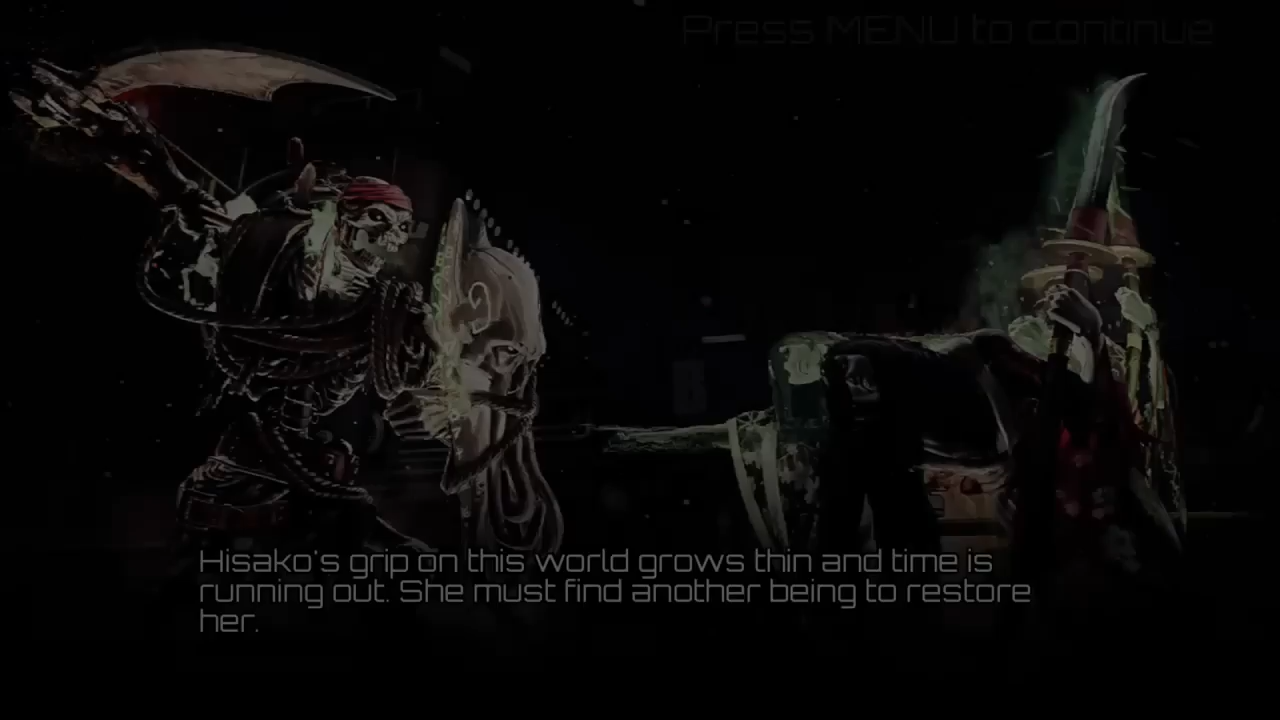 Press MENU to continue
Hisako's grip on this world grows thin and time is
running out. She must find another being to restore
her.